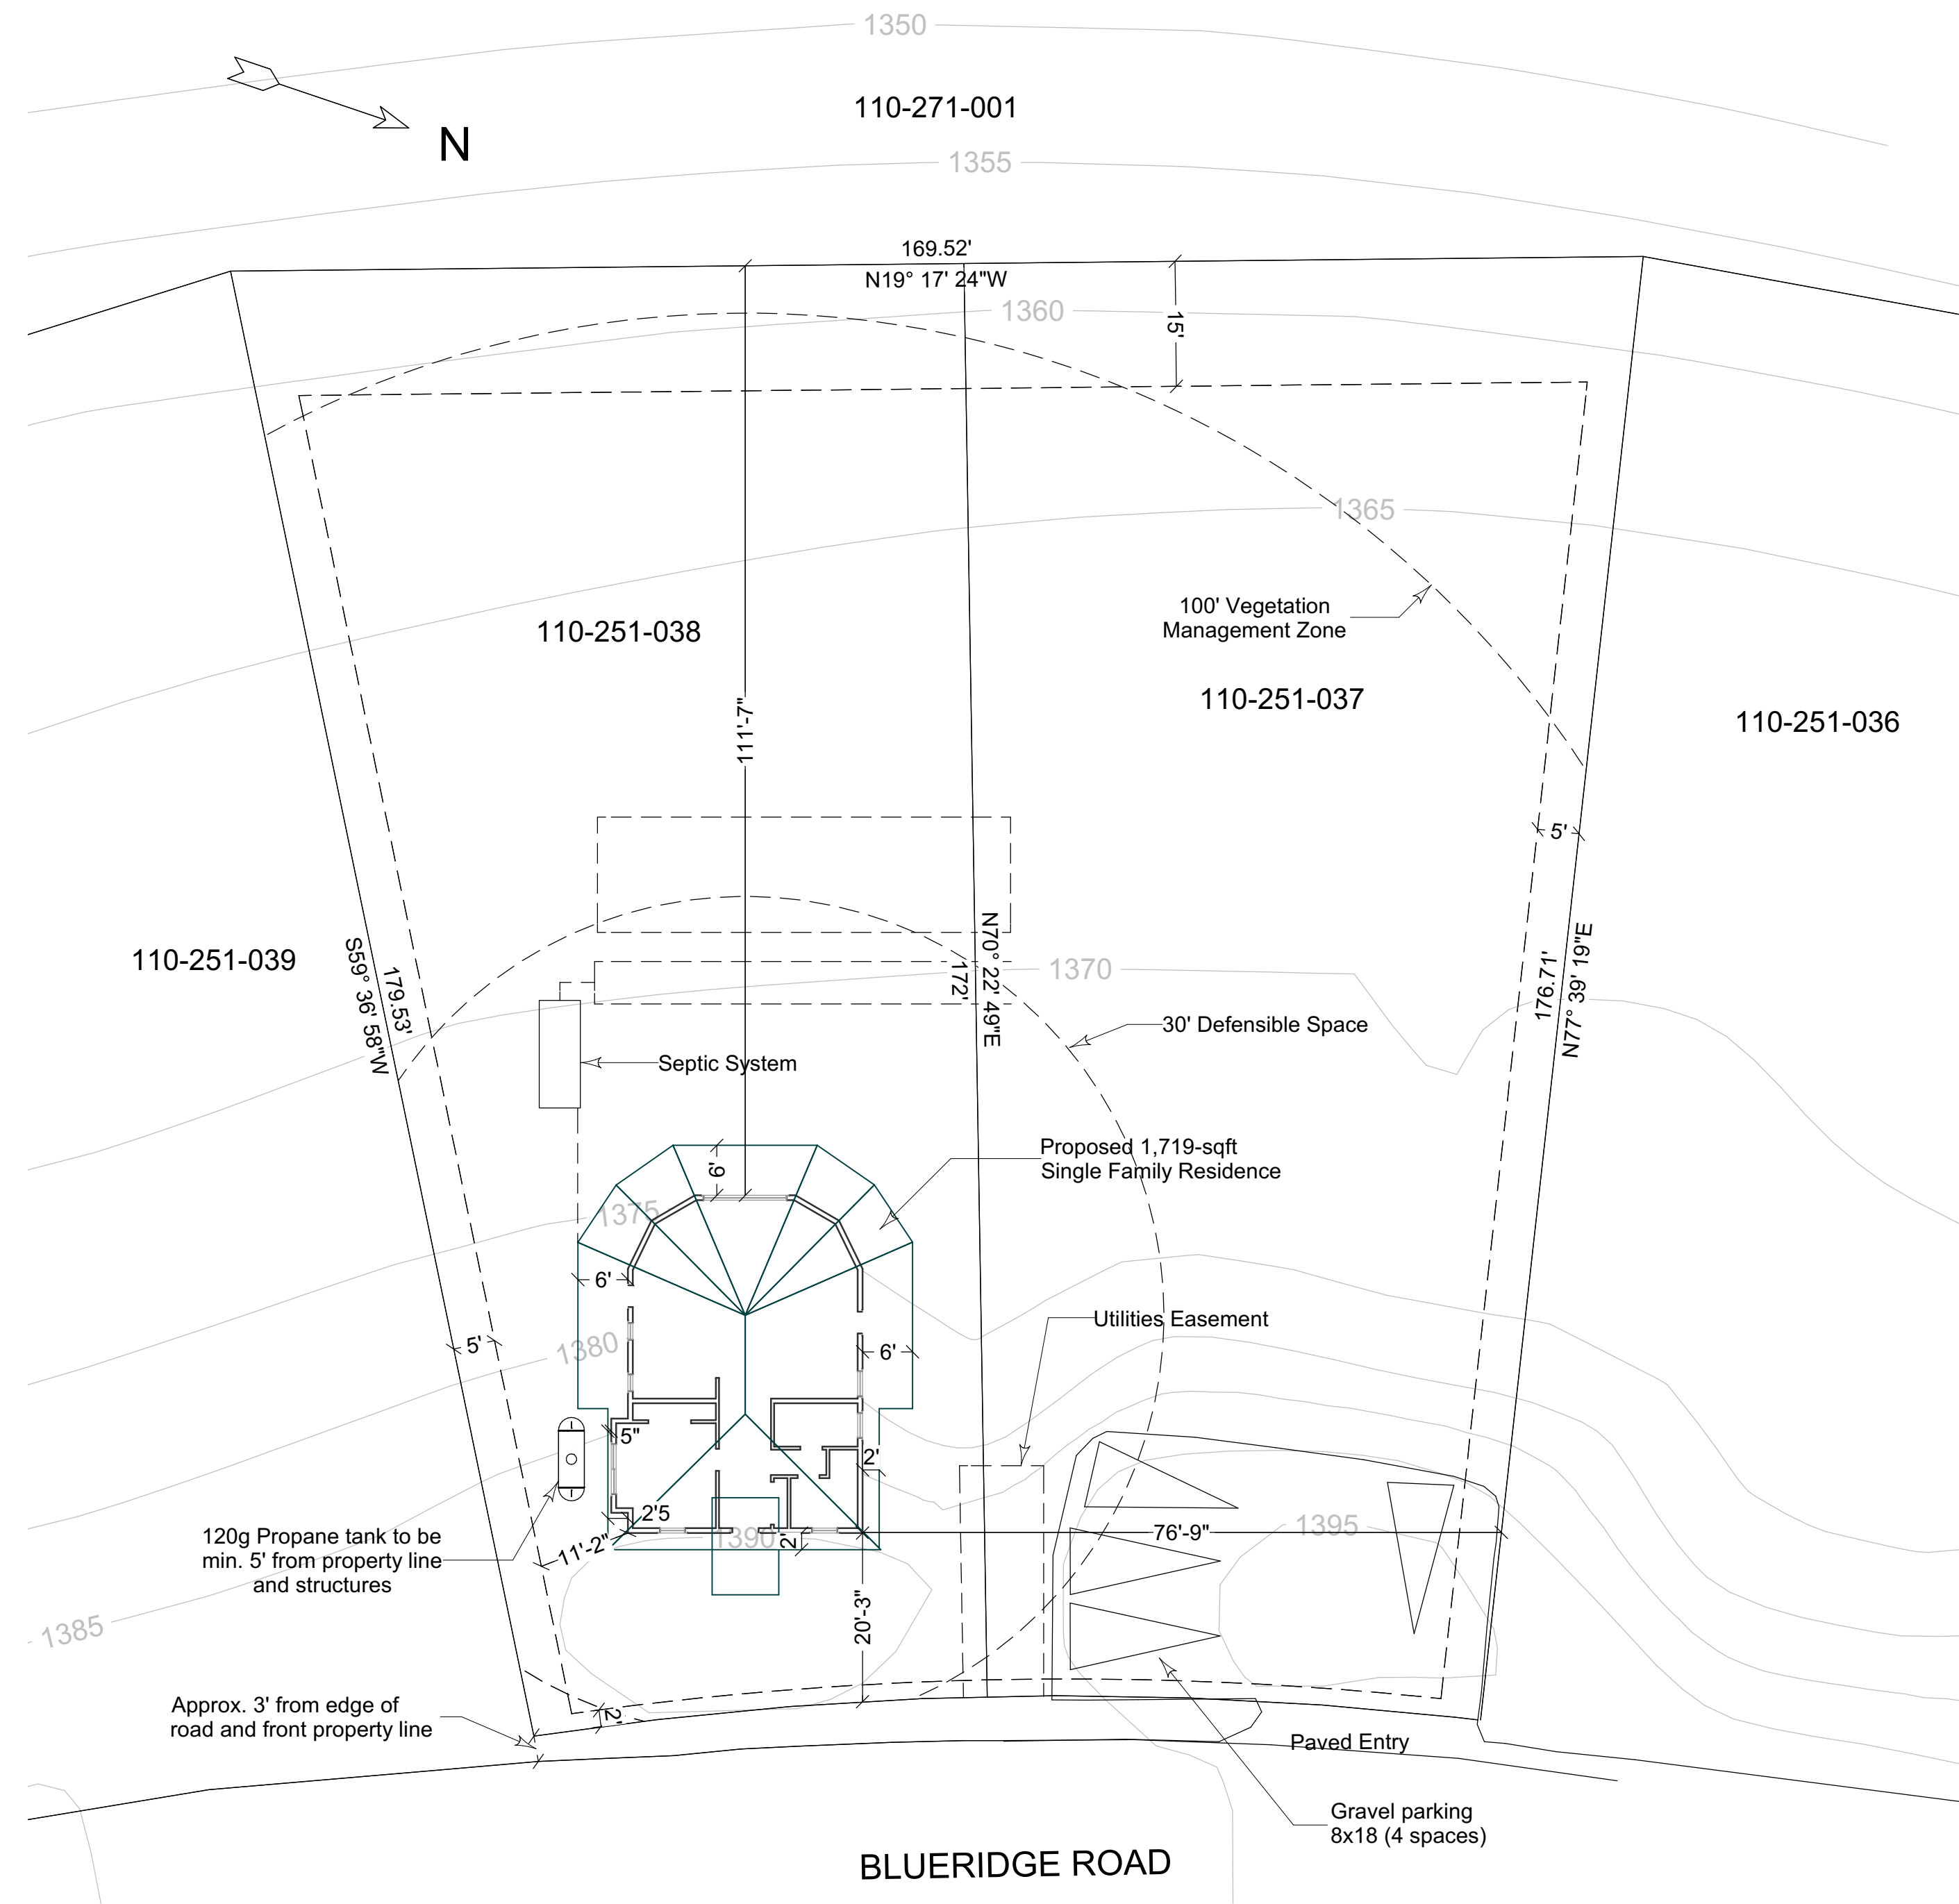 1350
110-271-001
N
1355
169.52'
N19° 17' 24"W
1360
15'
1365
100' Vegetation
Management Zone
110-251-038
110-251-037
110-251-036
111'-7"
5'
110-251-039
S59° 36' 58"W
179.53'
N70° 22' 49"E
172'
1370
176.71'
N77° 39' 19"E
30' Defensible Space
Septic System
Proposed 1,719-sqft
Single Family Residence
6'
1375
6'
Utilities Easement
5'
1380
6'
5"
2'
2'5
1390
2'
76'-9"
1395
120g Propane tank to be
min. 5' from property line
and structures
11'-2"
20'-3"
1385
Approx. 3' from edge of
road and front property line
2'
Paved Entry
Gravel parking
8x18 (4 spaces)
BLUERIDGE ROAD